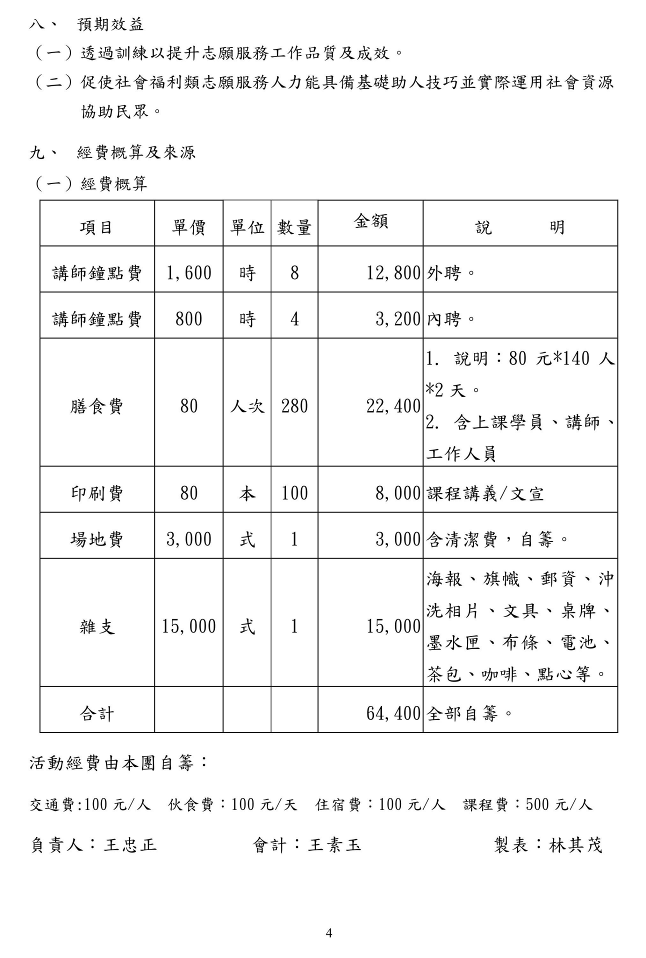 八、 預期效益
（一）透過訓練以提升志願服務工作品質及成效。
（二）促使社會福利類志願服務人力能具備基礎助人技巧並實際運用社會資源
協助民眾。
九、 經費概算及來源
（一）經費概算
項目 單價 單位 數量 金額 說 明
講師鐘點費 1,600 時 8 12,800 外聘。
講師鐘點費 800 時 4 3,200 內聘。
膳食費 80 人次 280 22,400 1. 說明：80 元*140 人
*2 天。
2. 含上課學員、講師、
工作人員
印刷費 80 本 100 8,000 課程講義/文宣
場地費 3,000 式 1 3,000 含清潔費，自籌。
雜支 15,000 式 1 15,000 海報、旗幟、郵資、沖
洗相片、文具、桌牌、
墨水匣、布條、電池、
茶包、咖啡、點心等。
合計 64,400 全部自籌。
活動經費由本團自籌：
交通費:100 元/人 伙食費：100 元/天 住宿費：100 元/人 課程費：500 元/人
負責人：王忠正 會計：王素玉 製表：林其茂
4